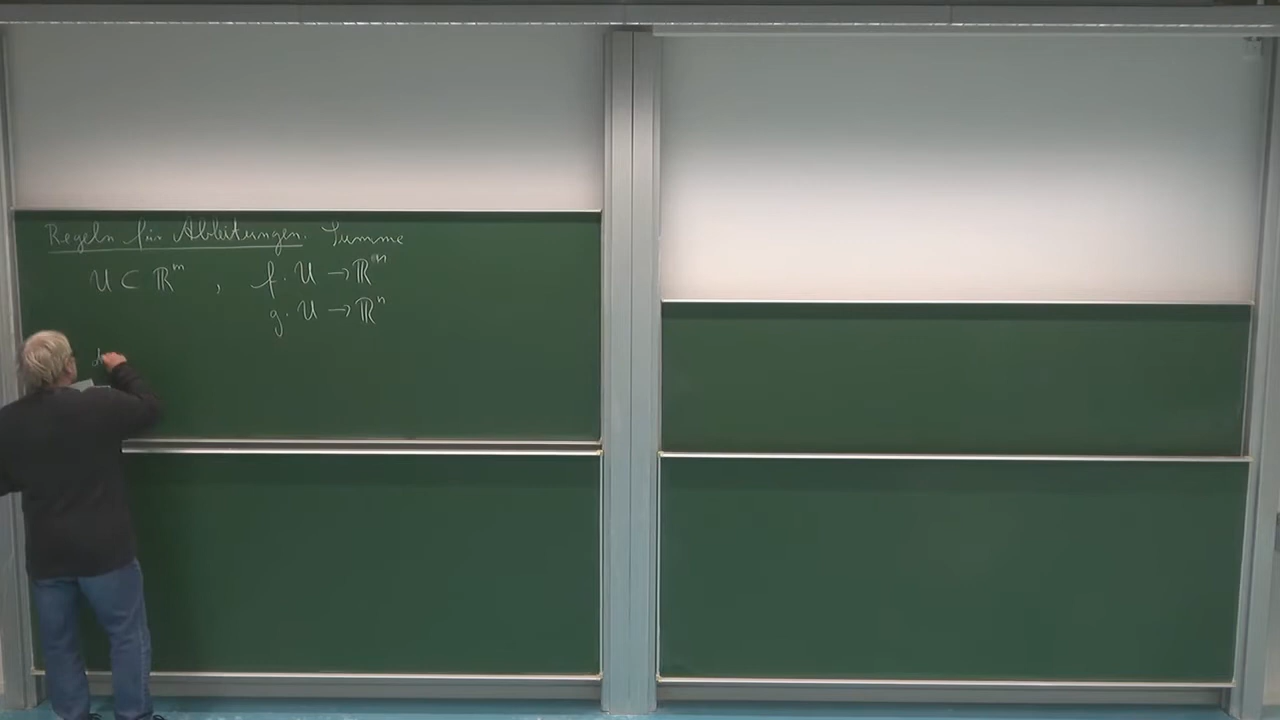 Regeln für Ableitungen. Summe
U ⊂ ℝᵐ , f: U → ℝⁿ
g: U → ℝⁿ
d